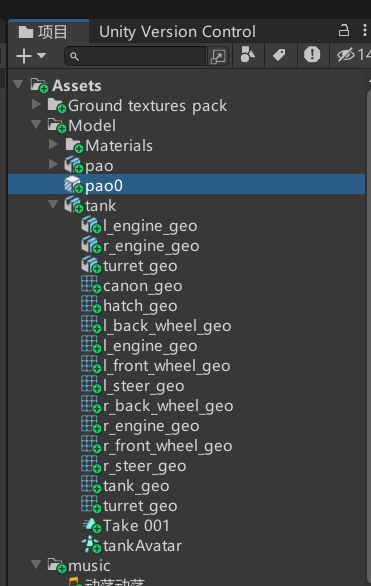 项目 Unity Version Control
14
Assets
Ground textures pack
Model
Materials
pao
pao0
tank
l_engine_geo
r_engine_geo
turret_geo
canon_geo
hatch_geo
l_back_wheel_geo
l_engine_geo
l_front_wheel_geo
l_steer_geo
r_back_wheel_geo
r_engine_geo
r_front_wheel_geo
r_steer_geo
tank_geo
turret_geo
Take 001
tankAvatar
music